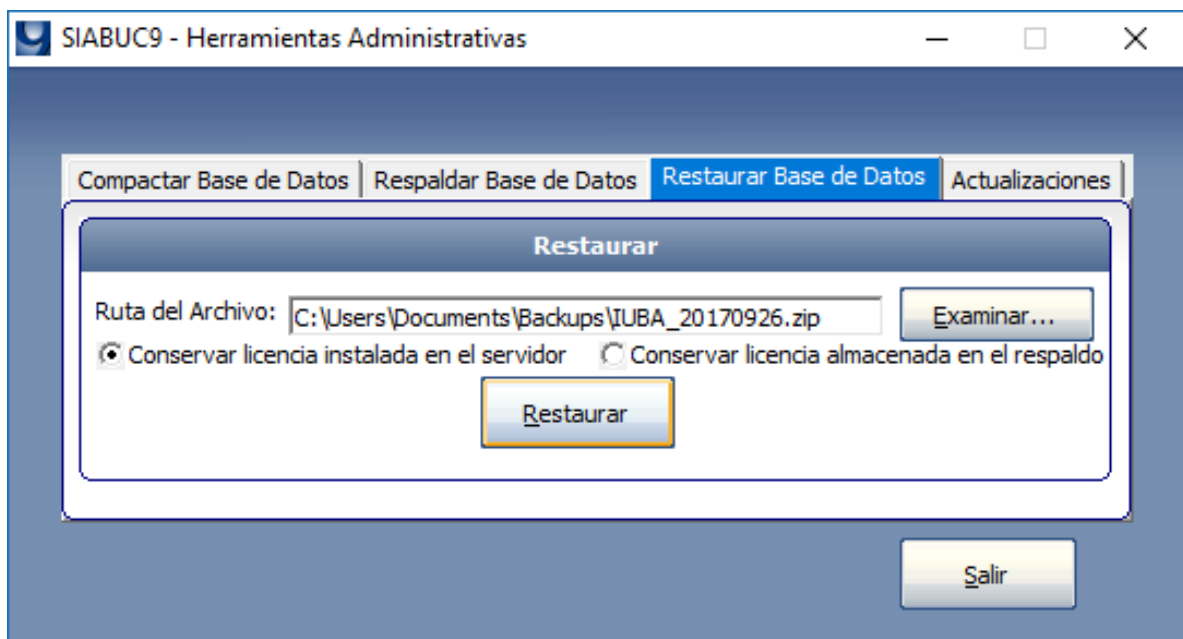 SIABUC9 - Herramientas Administrativas
Compactar Base de Datos Respaldar Base de Datos Restaurar Base de Datos Actualizaciones
Restaurar
Ruta del Archivo: C:\Users\Documents\Backups\IUBA_20170926.zip Examinar...
Conservar licencia instalada en el servidor Conservar licencia almacenada en el respaldo
Restaurar
Salir